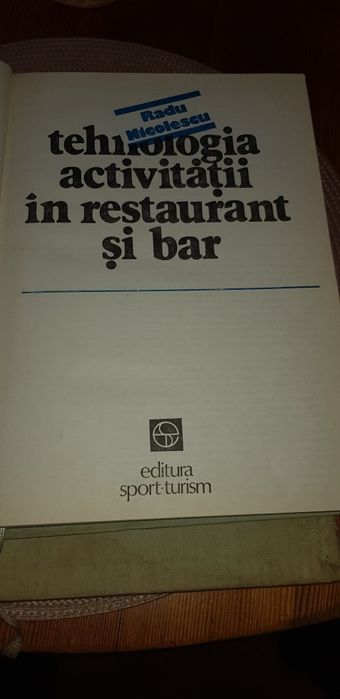 Radu
Nicolescu
tehnologia
activității
în restaurant
și bar
editura
sport-turism